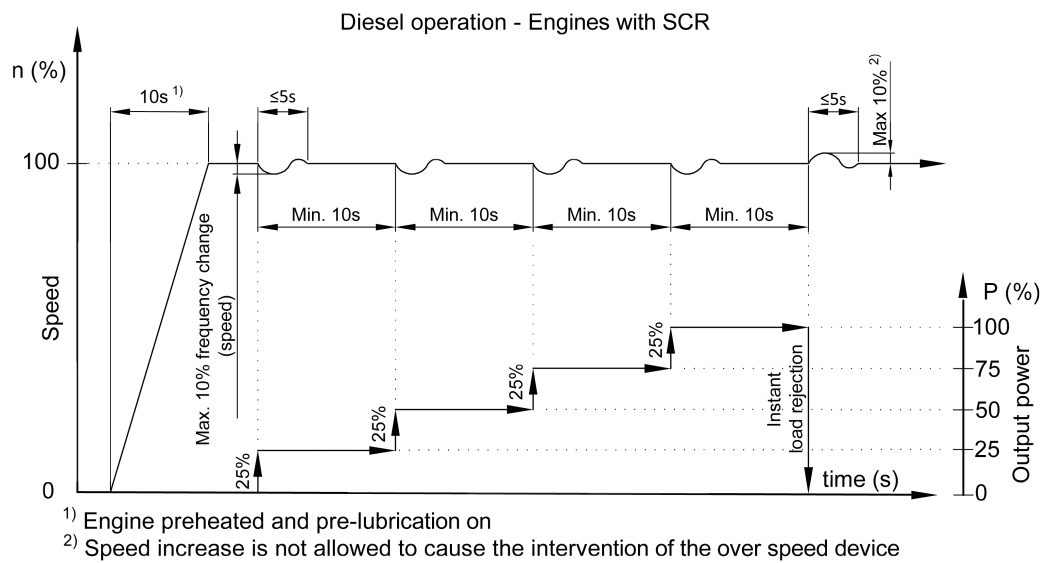 Diesel operation - Engines with SCR
n (%)
10s 1)
≤5s
≤5s
Max 10% 2)
100
Min. 10s
Min. 10s
Min. 10s
Min. 10s
Speed
Max. 10% frequency change
(speed)
P (%)
100
75
50
25
0
Output power
25%
25%
25%
25%
Instant
load rejection
0
time (s)
1) Engine preheated and pre-lubrication on
2) Speed increase is not allowed to cause the intervention of the over speed device